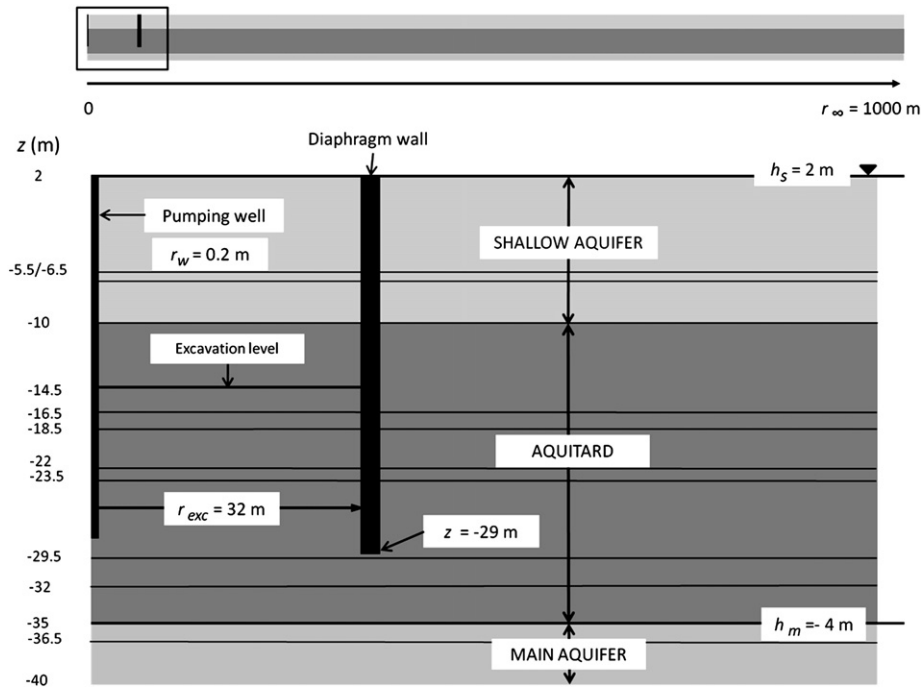 0
r∞ = 1000 m
z (m)
Diaphragm wall
2
hs = 2 m
Pumping well
rw = 0.2 m
SHALLOW AQUIFER
-5.5/-6.5
-10
Excavation level
-14.5
-16.5
-18.5
AQUITARD
-22
-23.5
rexc = 32 m
z = -29 m
-29.5
-32
-35
hm =- 4 m
-36.5
MAIN AQUIFER
-40